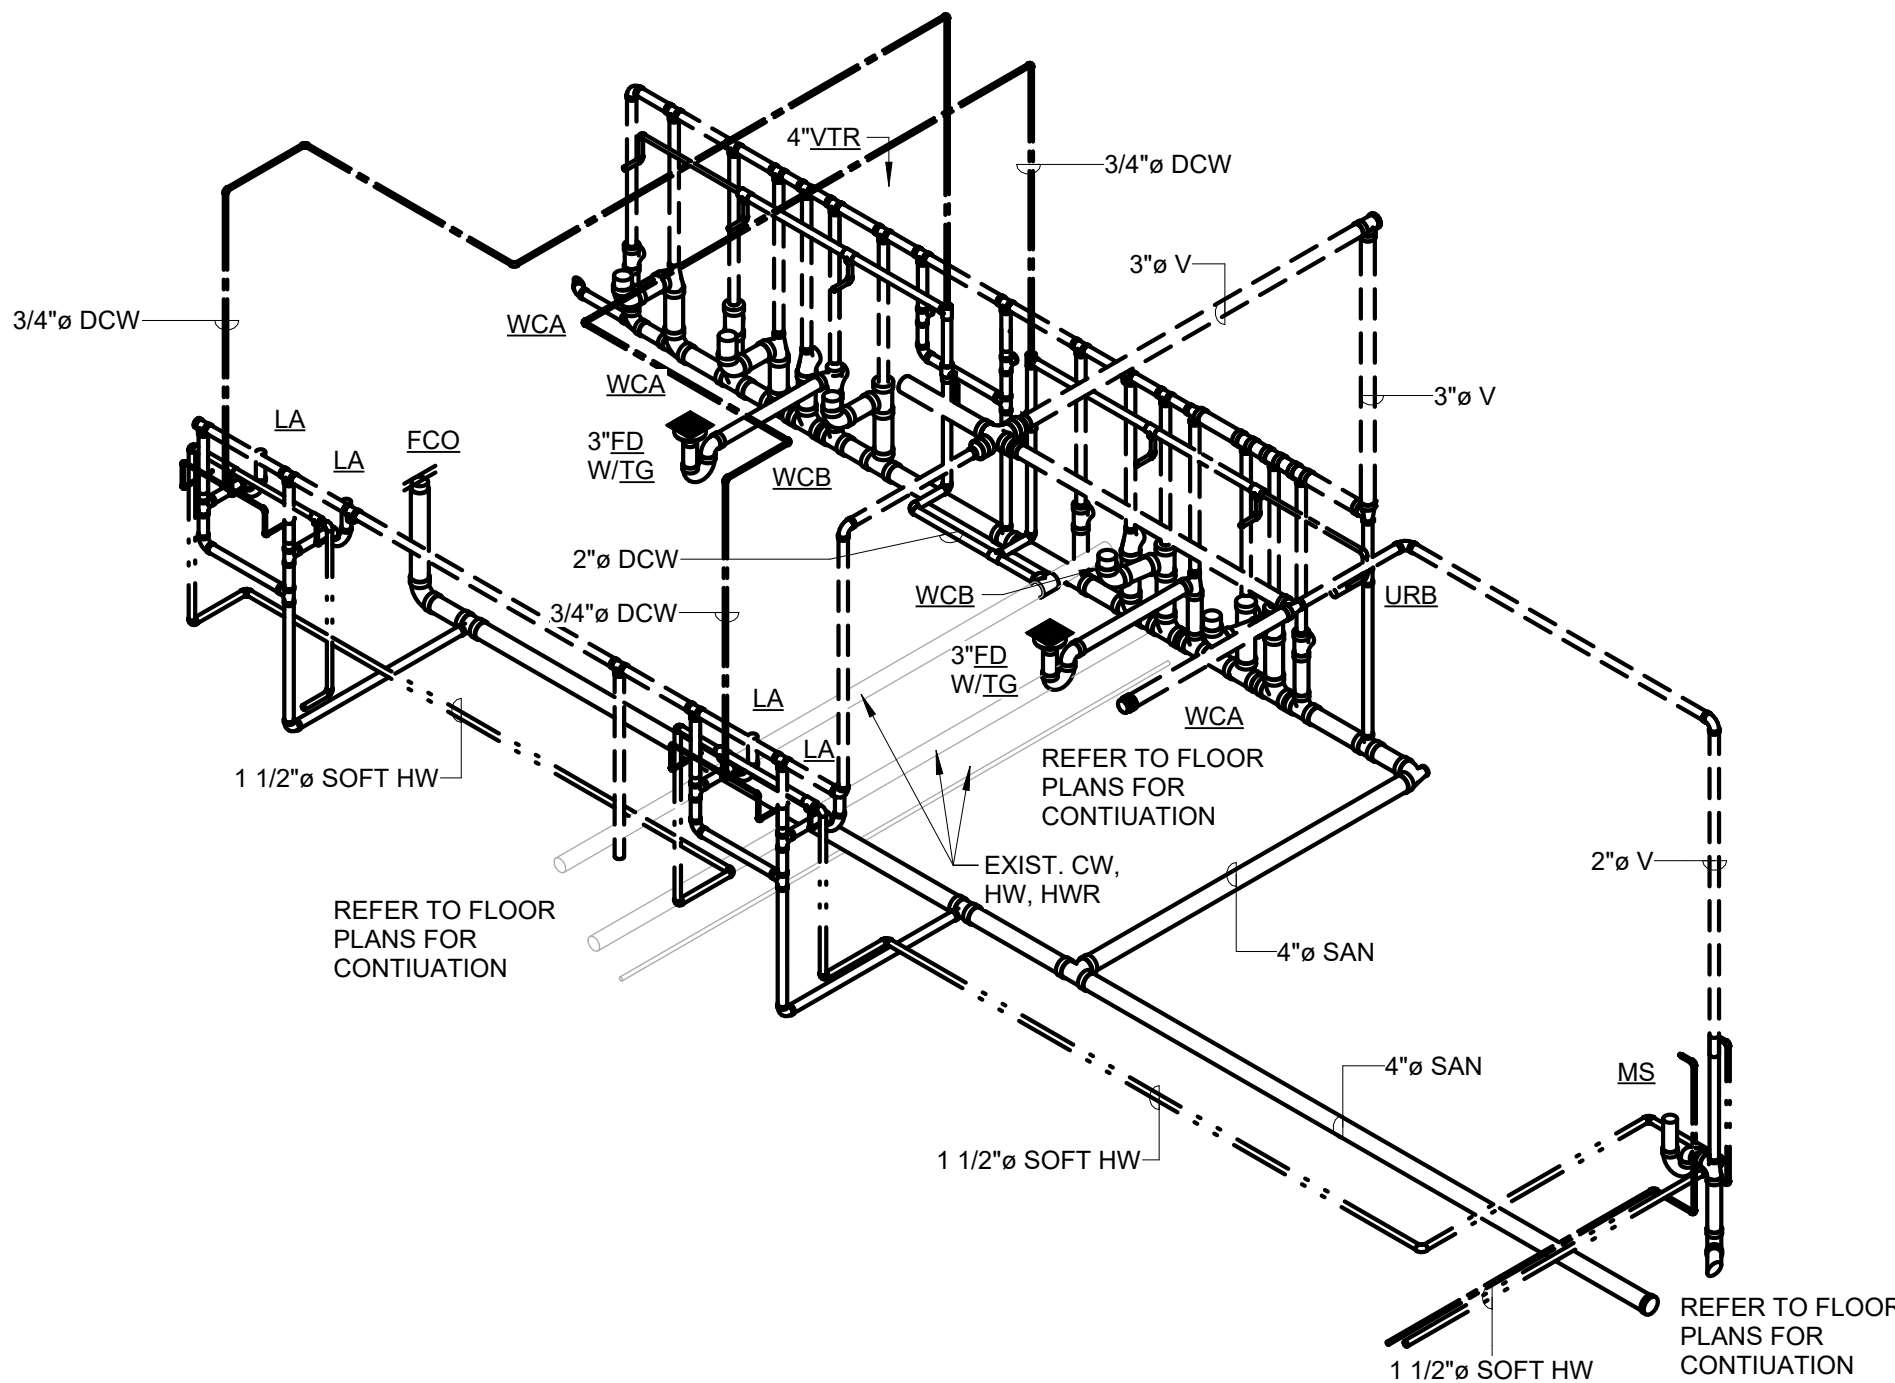 4"VTR
3/4"ø DCW
3"ø V
3/4"ø DCW
WCA
WCA
3"ø V
LA
FCO
LA
3"FD
W/TG
WCB
2"ø DCW
WCB
URB
3/4"ø DCW
3"FD
W/TG
LA
WCA
LA
1 1/2"ø SOFT HW
REFER TO FLOOR
PLANS FOR
CONTIUATION
EXIST. CW,
HW, HWR
2"ø V
REFER TO FLOOR
PLANS FOR
CONTIUATION
4"ø SAN
4"ø SAN
MS
1 1/2"ø SOFT HW
REFER TO FLOOR
PLANS FOR
CONTIUATION
1 1/2"ø SOFT HW